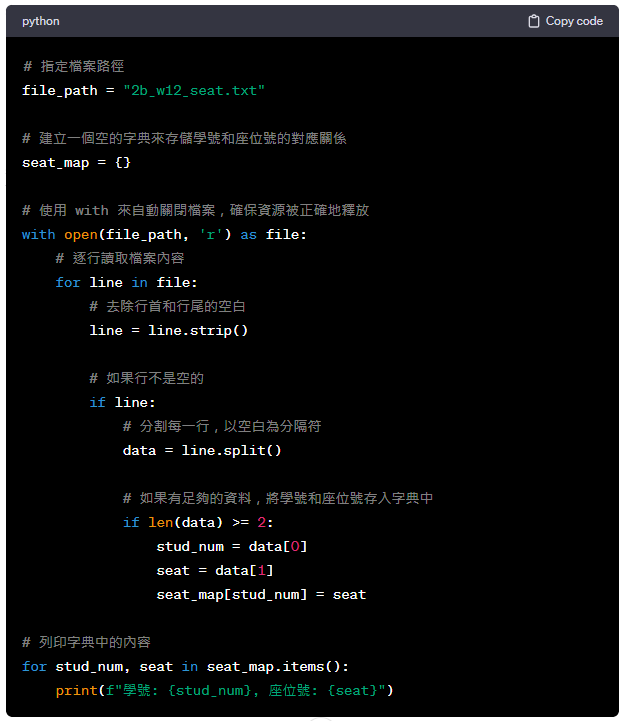 python
Copy code
# 指定檔案路徑
file_path = "2b_w12_seat.txt"
# 建立一個空的字典來存儲學號和座位號的對應關係
seat_map = {}
# 使用 with 來自動關閉檔案，確保資源被正確地釋放
with open(file_path, 'r') as file:
    # 逐行讀取檔案內容
    for line in file:
        # 去除行首和行尾的空白
        line = line.strip()
        # 如果行不是空的
        if line:
            # 分割每一行，以空白為分隔符
            data = line.split()
            # 如果有足夠的資料，將學號和座位號存入字典中
            if len(data) >= 2:
                stud_num = data[0]
                seat = data[1]
                seat_map[stud_num] = seat
# 列印字典中的內容
for stud_num, seat in seat_map.items():
    print(f"學號: {stud_num}, 座位號: {seat}")